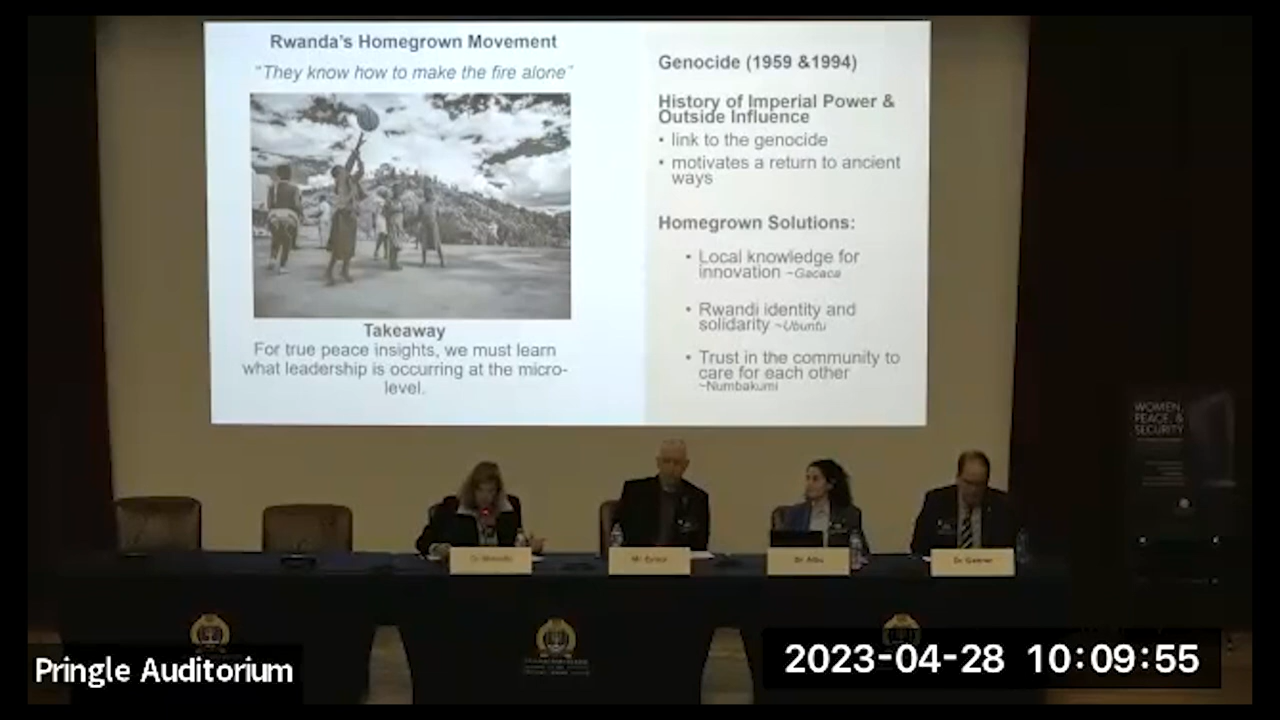 Rwanda's Homegrown Movement
“They know how to make the fire alone”
Takeaway
For true peace insights, we must learn
what leadership is occurring at the micro-
level.
Genocide (1959 &1994)
History of Imperial Power &
Outside Influence
• link to the genocide
• motivates a return to ancient
ways
Homegrown Solutions:
• Local knowledge for
innovation ~Gacaca
• Rwandi identity and
solidarity ~Ubuntu
• Trust in the community to
care for each other
~Numbakumi
WOMEN,
PEACE, &
SECURITY
Mr.
Dr.
Dr.
Pringle Auditorium
2023-04-28 10:09:55